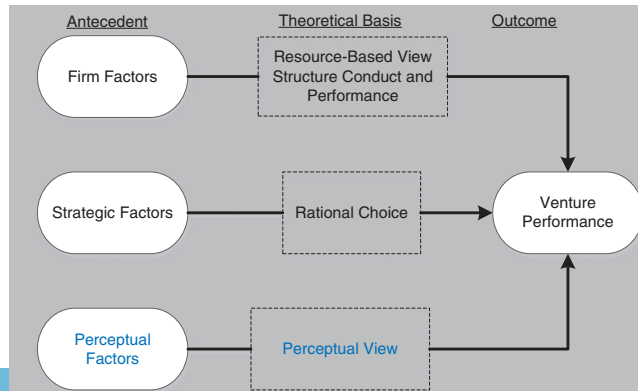 Antecedent
Theoretical Basis
Outcome
Firm Factors
Resource-Based View
Structure Conduct and
Performance
Strategic Factors
Rational Choice
Venture
Performance
Perceptual
Factors
Perceptual View